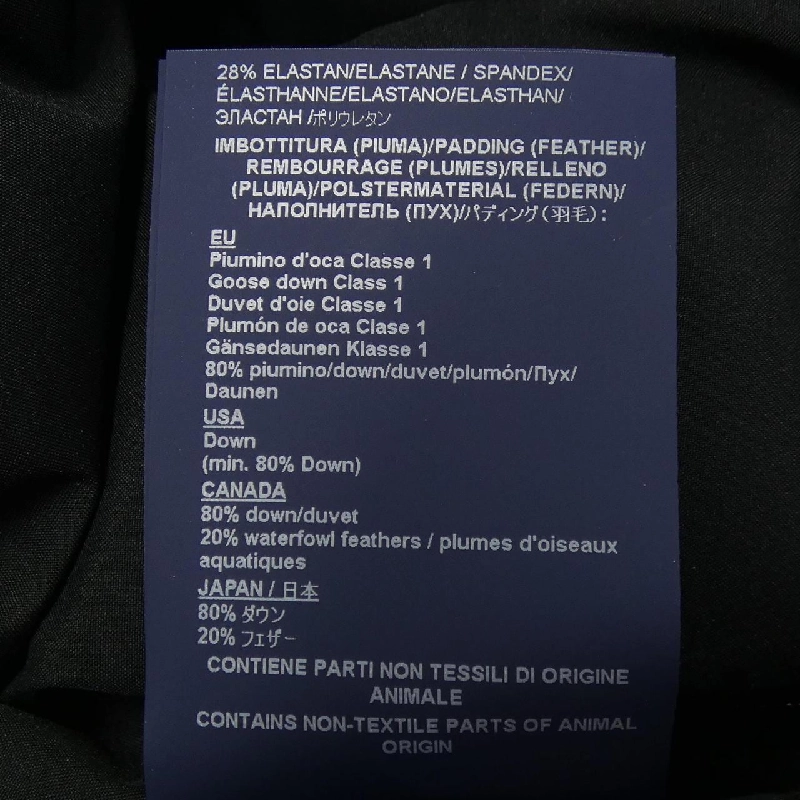 28% ELASTAN/ELASTANE / SPANDEX/
ÉLASTHANNE/ELASTANO/ELASTHAN/
ЭЛАСТАН /ポリウレタン
IMBOTTITURA (PIUMA)/PADDING (FEATHER)/
REMBOURRAGE (PLUMES)/RELLENO
(PLUMA)/POLSTERMATERIAL (FEDERN)/
НАПОЛНИТЕЛЬ (ПУХ)/パディング(羽毛):
EU
Piumino d'oca Classe 1
Goose down Class 1
Duvet d'oie Classe 1
Plumón de oca Clase 1
Gänsedaunen Klasse 1
80% piumino/down/duvet/plumón/Пух/
Daunen
USA
Down
(min. 80% Down)
CANADA
80% down/duvet
20% waterfowl feathers / plumes d'oiseaux
aquatiques
JAPAN / 日本
80% ダウン
20% フェザー
CONTIENE PARTI NON TESSILI DI ORIGINE
ANIMALE
CONTAINS NON-TEXTILE PARTS OF ANIMAL
ORIGIN